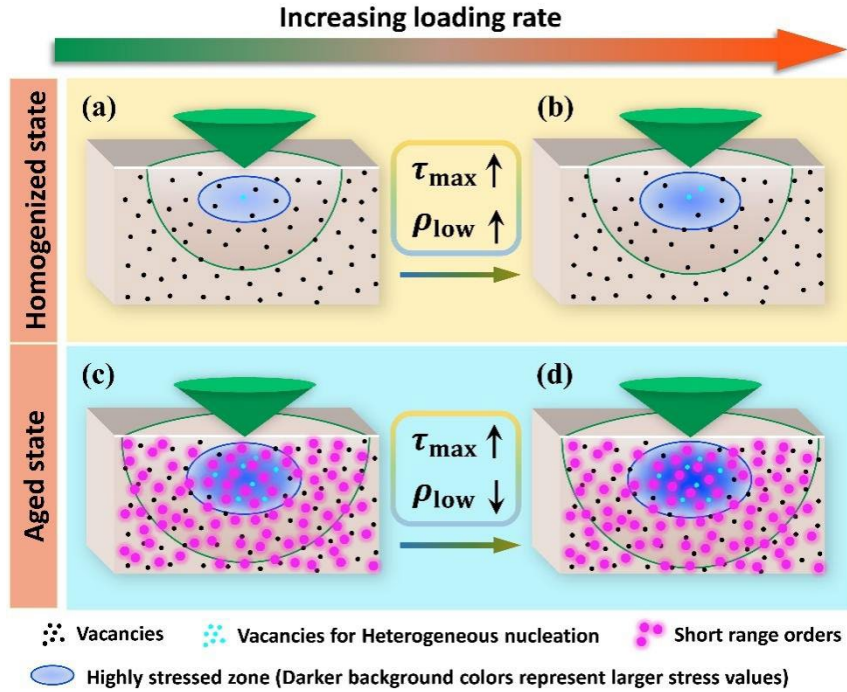 Increasing loading rate
Homogenized state
(a)
(b)
τmax ↑
ρlow ↑
Aged state
(c)
(d)
τmax ↑
ρlow ↓
Vacancies
Vacancies for Heterogeneous nucleation
Short range orders
Highly stressed zone (Darker background colors represent larger stress values)